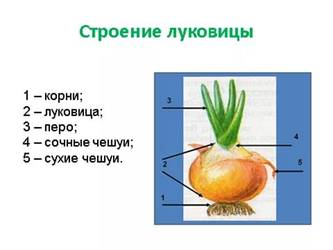 Строение луковицы
1 – корни;
2 – луковица;
3 – перо;
4 – сочные чешуи;
5 – сухие чешуи.
3
4
2
5
1